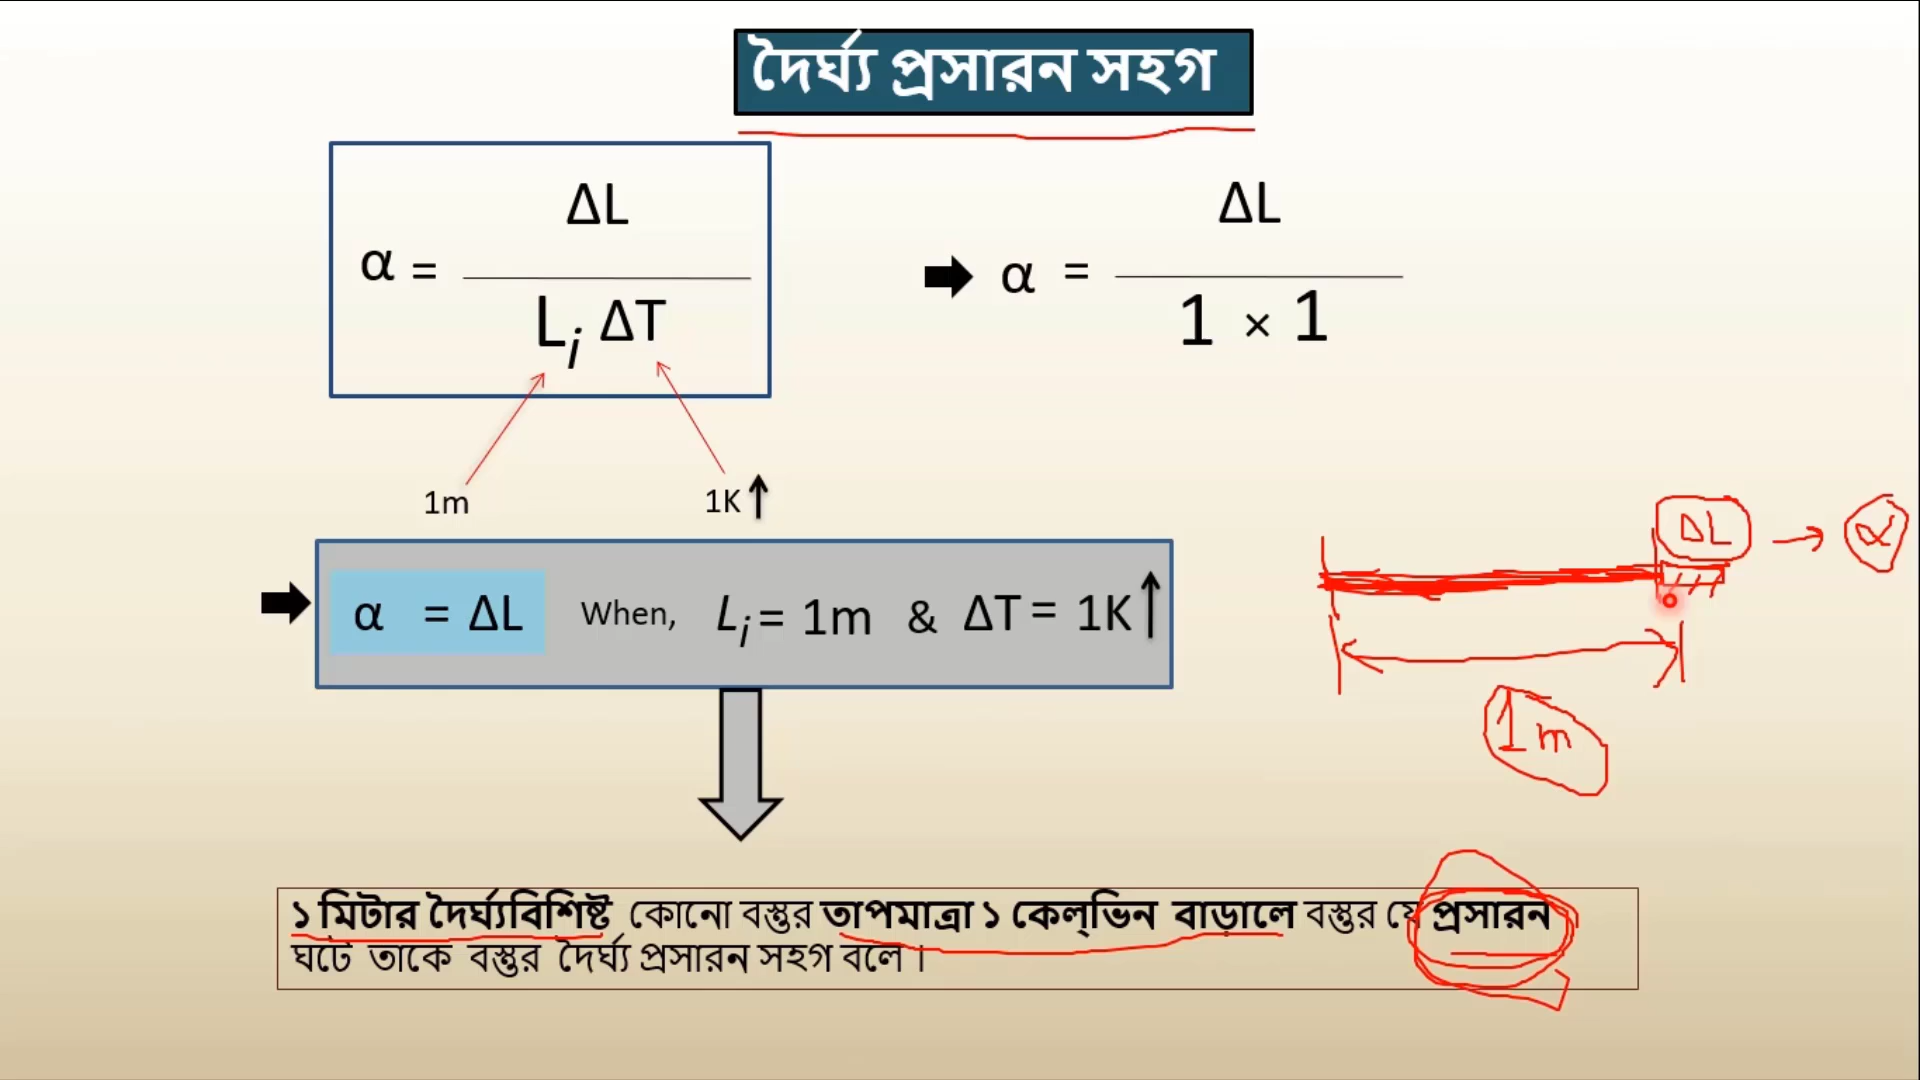 দৈর্ঘ্য প্রসারন সহগ
α = ΔL / Lᵢ ΔT
➡ α = ΔL / 1 × 1
1m
1K ↑
ΔL → α
➡ α = ΔL When, Lᵢ = 1m & ΔT = 1K ↑
1 m
১ মিটার দৈর্ঘ্যবিশিষ্ট কোনো বস্তুর তাপমাত্রা ১ কেল্ভিন বাড়ালে বস্তুর যে প্রসারন
ঘটে তাকে বস্তুর দৈর্ঘ্য প্রসারন সহগ বলে।